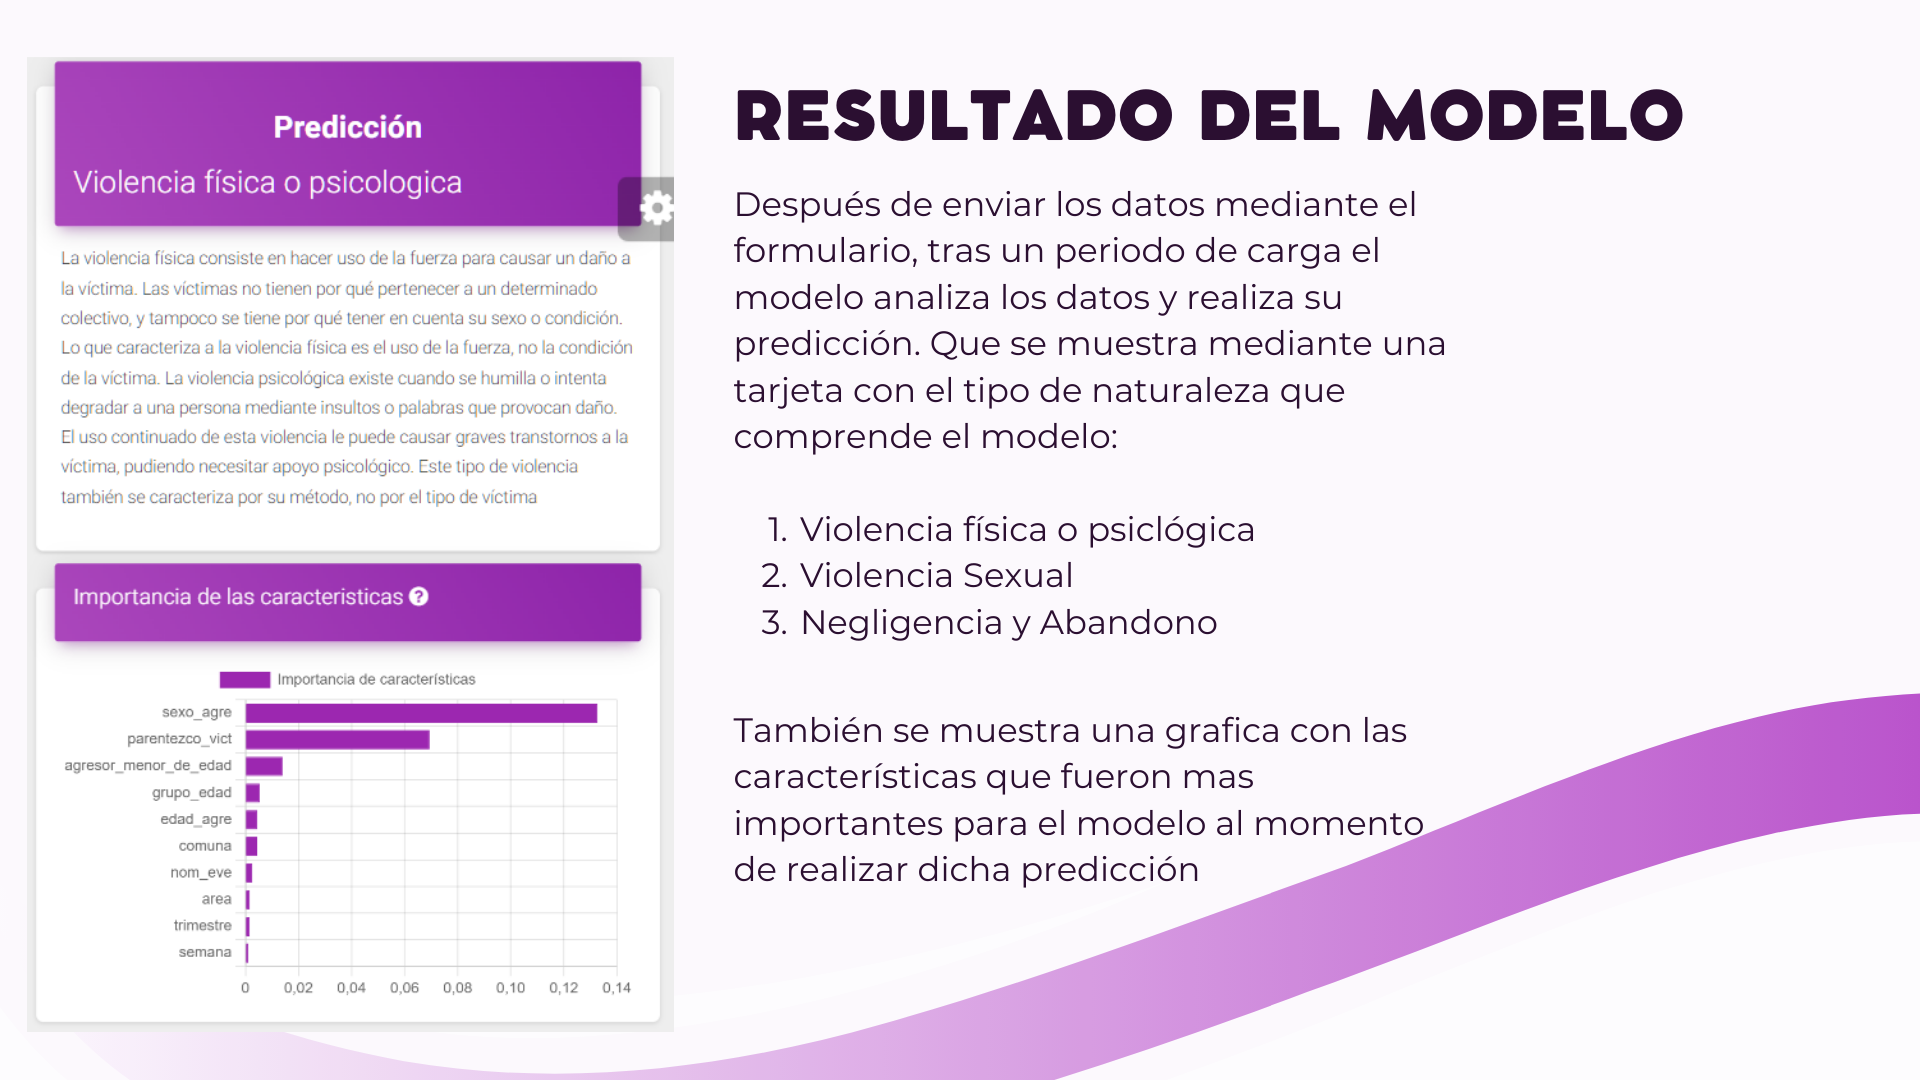 Predicción
Violencia física o psicologica
La violencia física consiste en hacer uso de la fuerza para causar un daño a
la víctima. Las víctimas no tienen por qué pertenecer a un determinado
colectivo, y tampoco se tiene por qué tener en cuenta su sexo o condición.
Lo que caracteriza a la violencia física es el uso de la fuerza, no la condición
de la víctima. La violencia psicológica existe cuando se humilla o intenta
degradar a una persona mediante insultos o palabras que provocan daño.
El uso continuado de esta violencia le puede causar graves transtornos a la
víctima, pudiendo necesitar apoyo psicológico. Este tipo de violencia
también se caracteriza por su método, no por el tipo de víctima
Importancia de las caracteristicas ?
Importancia de características
sexo_agre
parentezco_vict
agresor_menor_de_edad
grupo_edad
edad_agre
comuna
nom_eve
area
trimestre
semana
0 0,02 0,04 0,06 0,08 0,10 0,12 0,14
RESULTADO DEL MODELO
Después de enviar los datos mediante el
formulario, tras un periodo de carga el
modelo analiza los datos y realiza su
predicción. Que se muestra mediante una
tarjeta con el tipo de naturaleza que
comprende el modelo:
1. Violencia física o psiclógica
2. Violencia Sexual
3. Negligencia y Abandono
También se muestra una grafica con las
características que fueron mas
importantes para el modelo al momento
de realizar dicha predicción